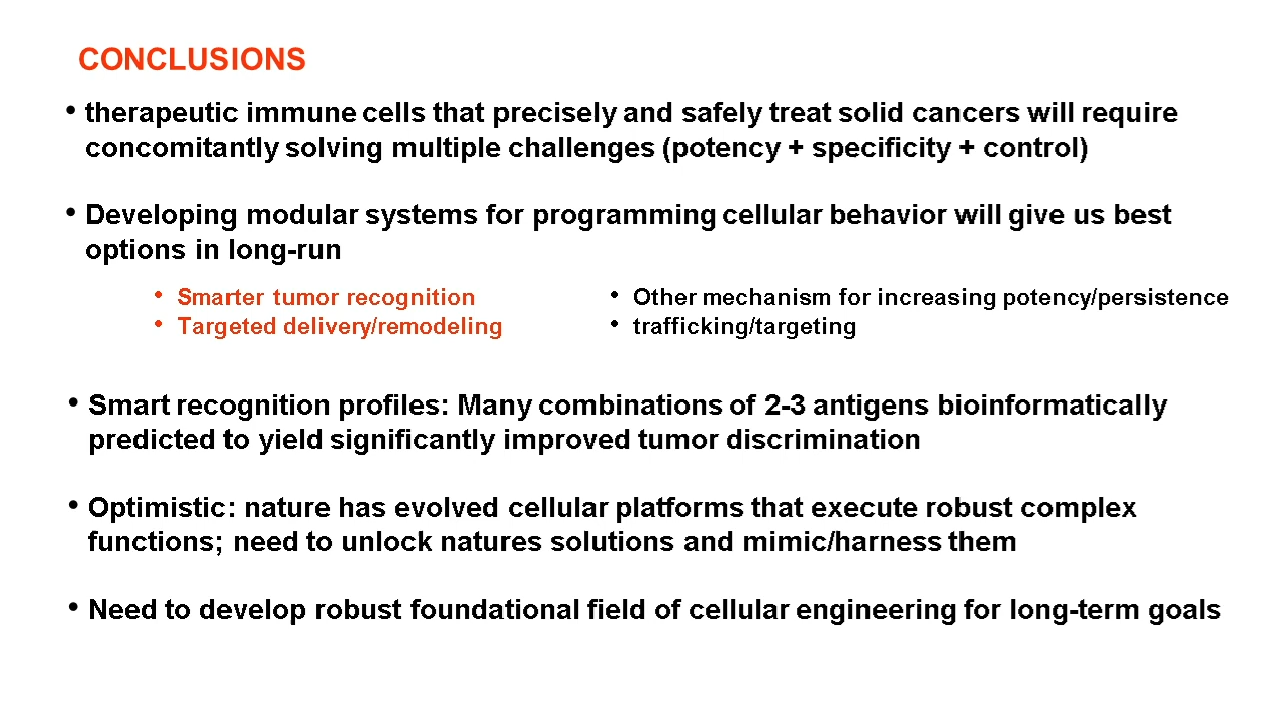 CONCLUSIONS
• therapeutic immune cells that precisely and safely treat solid cancers will require
concomitantly solving multiple challenges (potency + specificity + control)
• Developing modular systems for programming cellular behavior will give us best
options in long-run
• Smarter tumor recognition
• Targeted delivery/remodeling
• Other mechanism for increasing potency/persistence
• trafficking/targeting
• Smart recognition profiles: Many combinations of 2-3 antigens bioinformatically
predicted to yield significantly improved tumor discrimination
• Optimistic: nature has evolved cellular platforms that execute robust complex
functions; need to unlock natures solutions and mimic/harness them
• Need to develop robust foundational field of cellular engineering for long-term goals